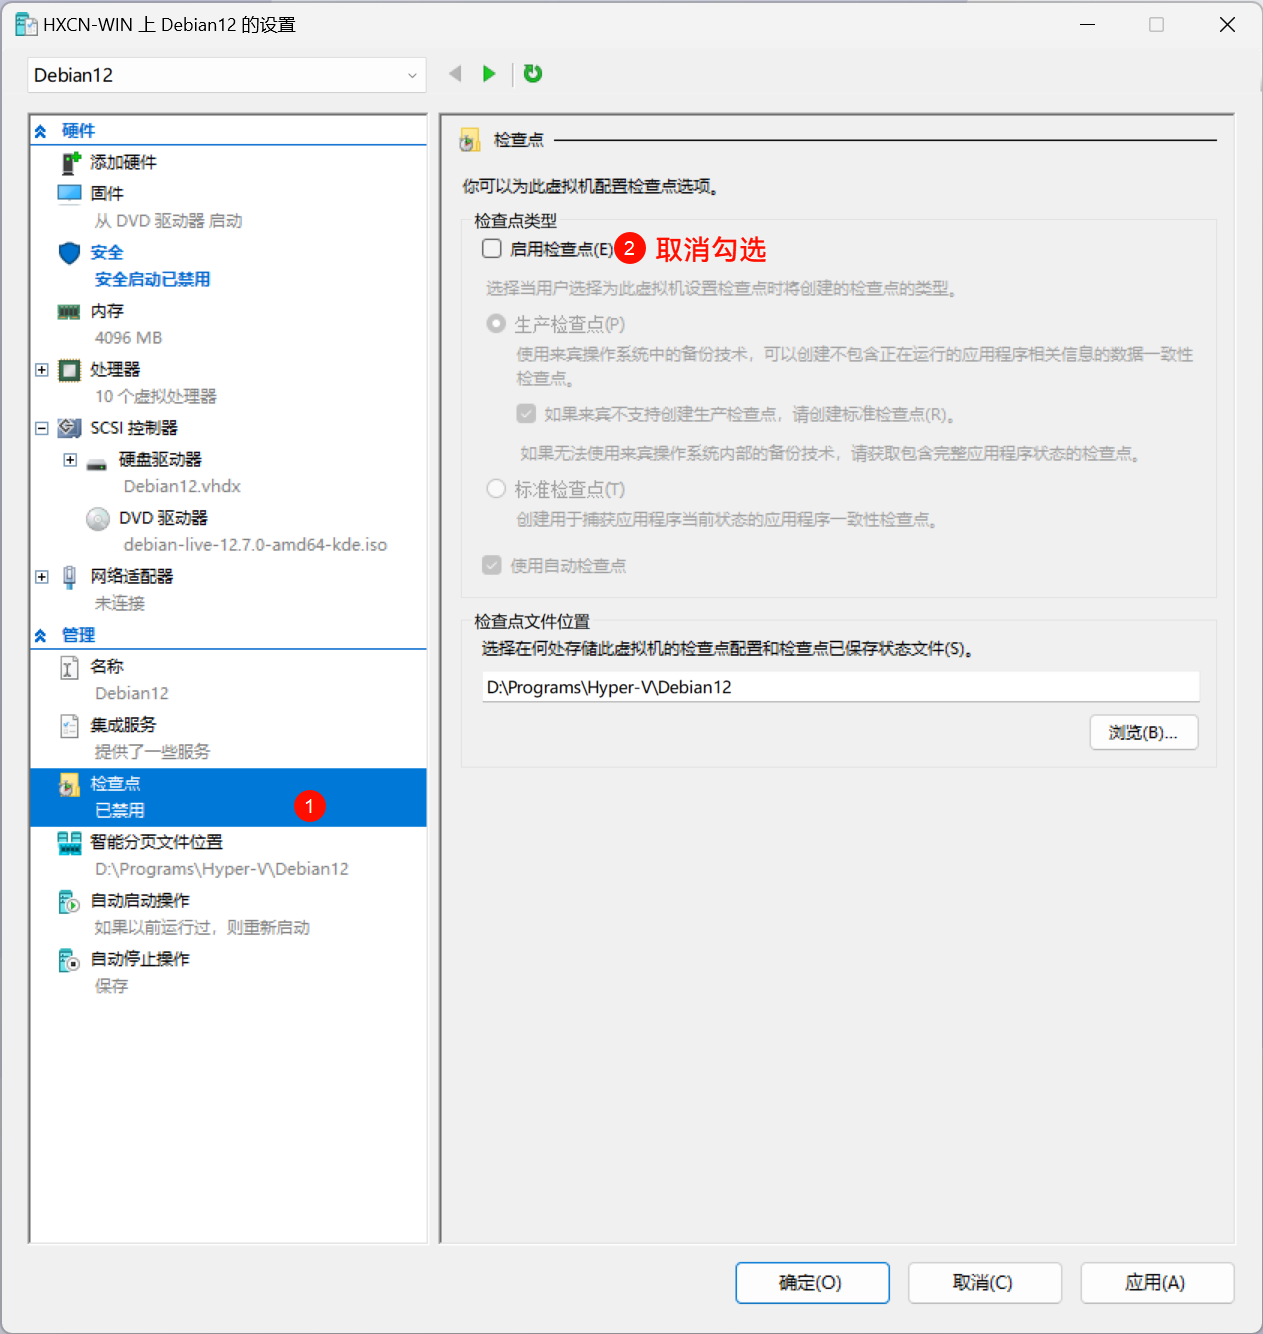 HXCN-WIN 上 Debian12 的设置
Debian12
硬件
添加硬件
固件
从 DVD 驱动器 启动
安全
安全启动已禁用
内存
4096 MB
处理器
10 个虚拟处理器
SCSI 控制器
硬盘驱动器
Debian12.vhdx
DVD 驱动器
debian-live-12.7.0-amd64-kde.iso
网络适配器
未连接
管理
名称
Debian12
集成服务
提供了一些服务
检查点
已禁用
1
智能分页文件位置
D:\Programs\Hyper-V\Debian12
自动启动操作
如果以前运行过，则重新启动
自动停止操作
保存
检查点
你可以为此虚拟机配置检查点选项。
检查点类型
启用检查点(E) 2 取消勾选
选择当用户选择为此虚拟机设置检查点时将创建的检查点的类型。
生产检查点(P)
使用来宾操作系统中的备份技术，可以创建不包含正在运行的应用程序相关信息的数据一致性
检查点。
如果来宾不支持创建生产检查点，请创建标准检查点(R)。
如果无法使用来宾操作系统内部的备份技术，请获取包含完整应用程序状态的检查点。
标准检查点(T)
创建用于捕获应用程序当前状态的应用程序一致性检查点。
使用自动检查点
检查点文件位置
选择在何处存储此虚拟机的检查点配置和检查点已保存状态文件(S)。
D:\Programs\Hyper-V\Debian12
浏览(B)...
确定(O)
取消(C)
应用(A)